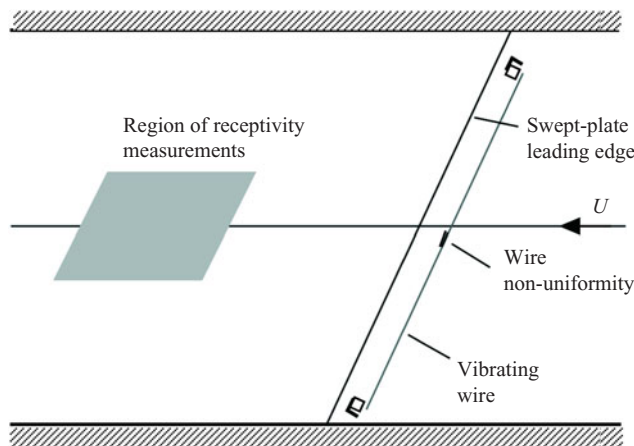 Region of receptivity
measurements
Swept-plate
leading edge
U
Wire
non-uniformity
Vibrating
wire